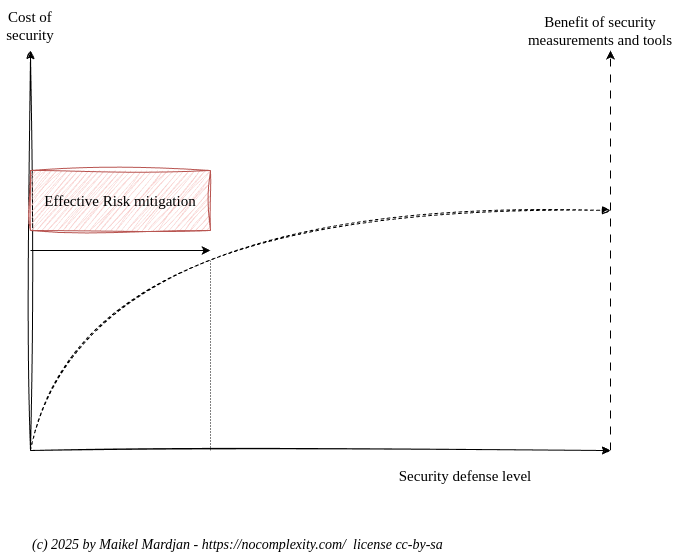 Cost of
security
Benefit of security
measurements and tools
Effective Risk mitigation
Security defense level
(c) 2025 by Maikel Mardjan - https://nocomplexity.com/  license cc-by-sa